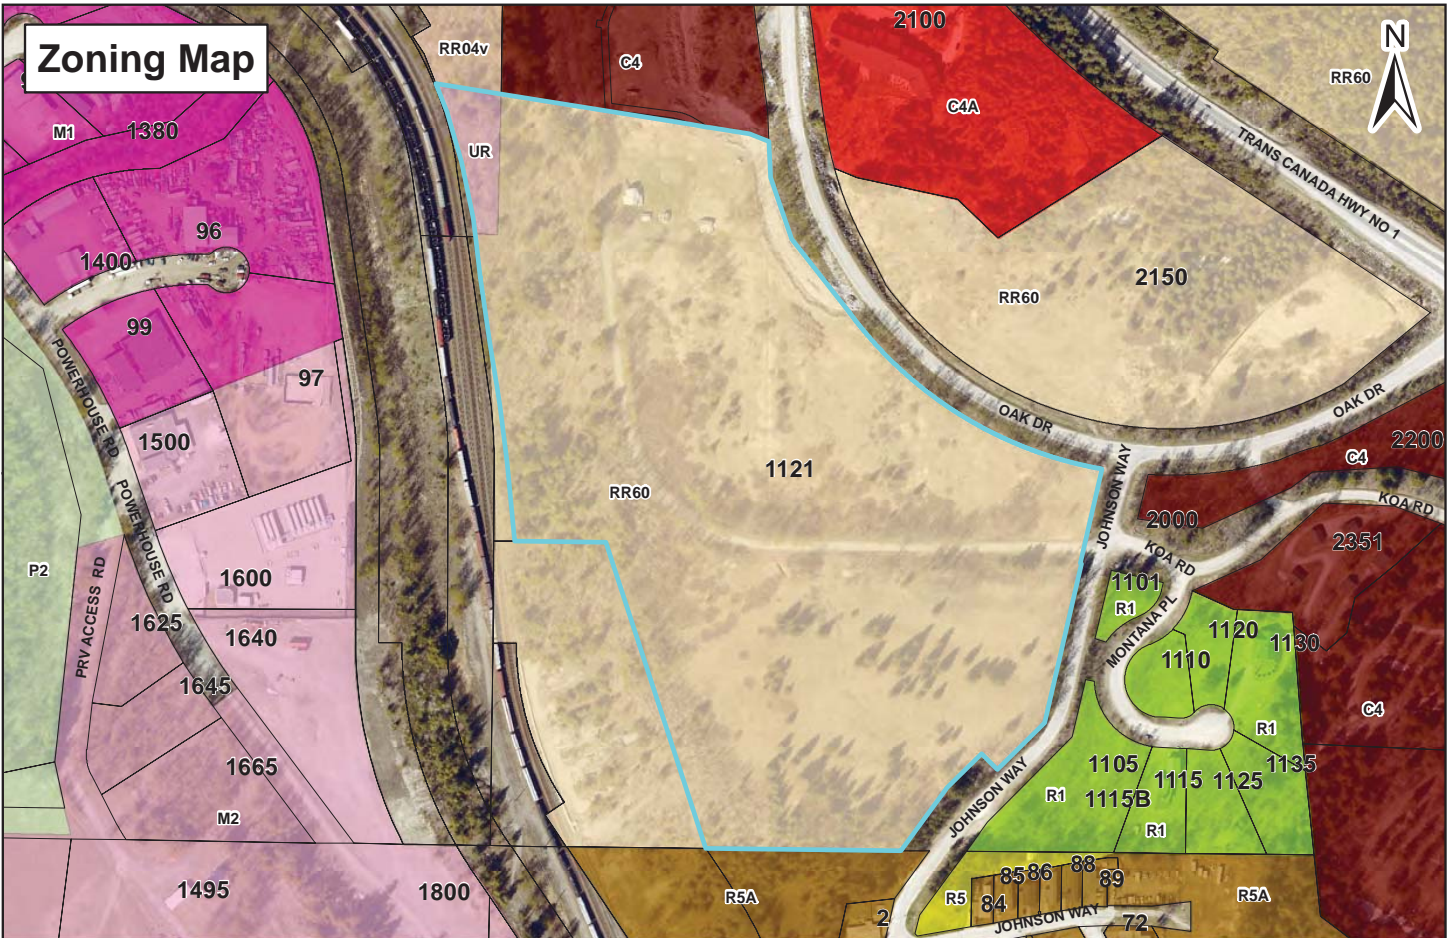 2100
N
RR04v
C4
Zoning Map
RR60
C4A
M1
1380
TRANS CANADA HWY NO 1
UR
96
1400
2150
RR60
99
POWERHOUSE RD
97
OAK DR
OAK DR
1500
2200
C4
1121
RR60
JOHNSON WAY
KOA RD
POWERHOUSE RD
2000
2351
KOA RD
P2
1600
1101
R1
PRV ACCESS RD
1625
1640
MONTANA PL
1120
1130
1110
1645
C4
R1
1665
1105
1115
1125
1135
R1
1115B
JOHNSON WAY
M2
R1
1495
1800
R5A
R5
85
86
88
89
84
R5A
2
JOHNSON WAY
72